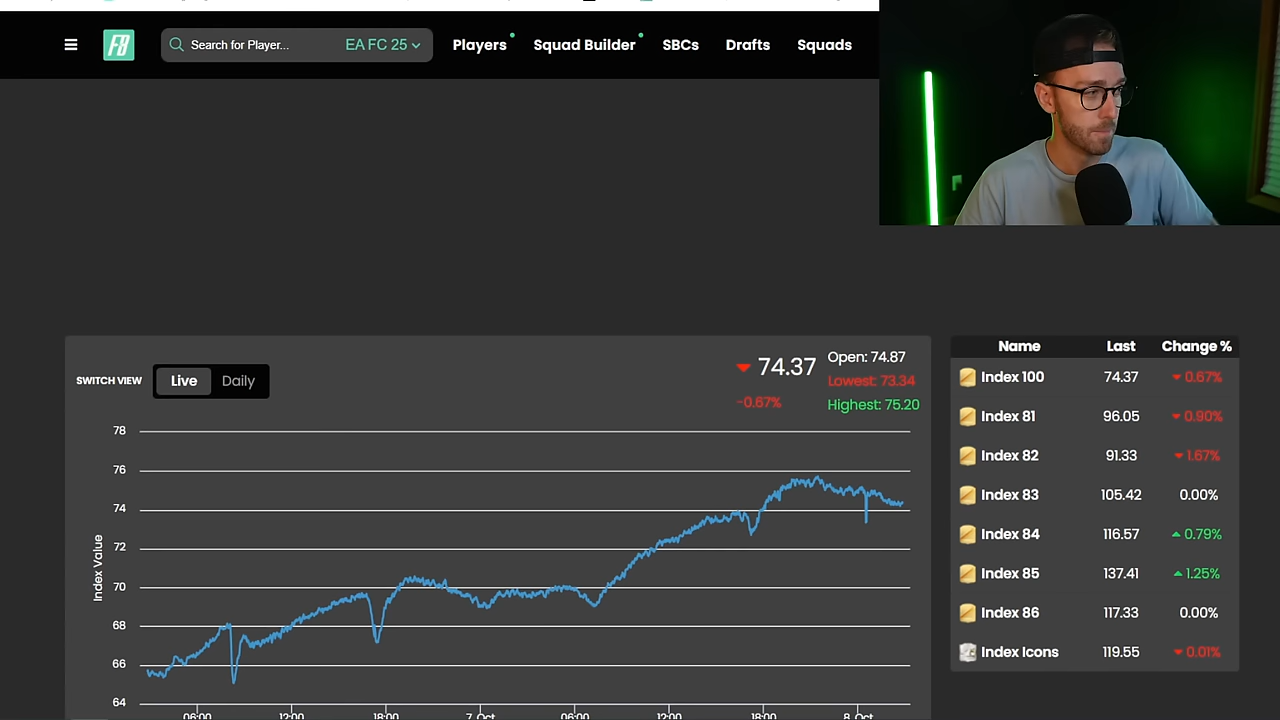 FB
Search for Player...
EA FC 25
Players
Squad Builder
SBCs
Drafts
Squads
SWITCH VIEW
Live
Daily
74.37
-0.67%
Open: 74.87
Lowest: 73.34
Highest: 75.20
78
76
74
72
70
68
66
64
Index Value
06:00
12:00
18:00
7. Oct
06:00
12:00
18:00
8. Oct
Name Last Change %
Index 100 74.37 0.67%
Index 81 96.05 0.90%
Index 82 91.33 1.67%
Index 83 105.42 0.00%
Index 84 116.57 0.79%
Index 85 137.41 1.25%
Index 86 117.33 0.00%
Index Icons 119.55 0.01%